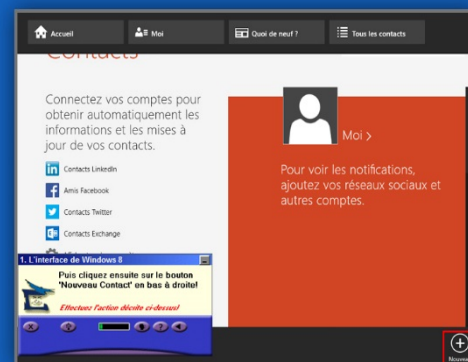 Accueil
Moi
Quoi de neuf ?
Tous les contacts
Contacts
Connectez vos comptes pour
obtenir automatiquement les
informations et les mises à
jour de vos contacts.
in Contacts LinkedIn
f Amis Facebook
Contacts Twitter
Contacts Exchange
Moi >
Pour voir les notifications,
ajoutez vos réseaux sociaux et
autres comptes.
1. L'interface de Windows 8
Puis cliquez ensuite sur le bouton
'Nouveau Contact' en bas à droite!
Effectuez l'action décrite ci-dessus!
Nouveau